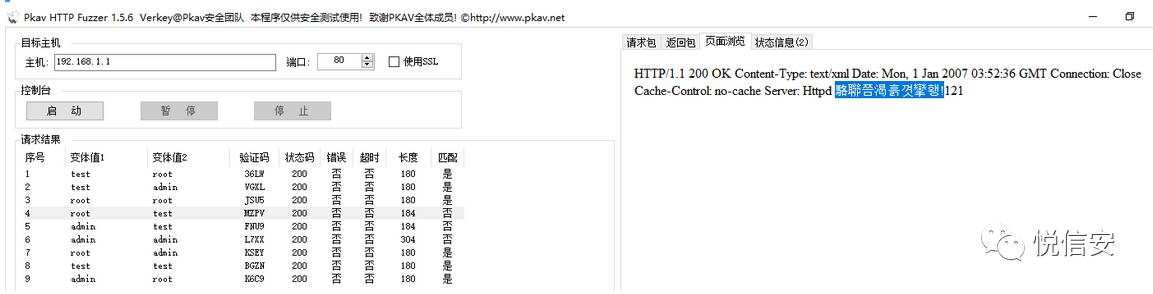 Pkav HTTP Fuzzer 1.5.6 Verkey@Pkav安全团队 本程序仅供安全测试使用! 致谢PKAV全体成员! ©http://www.pkav.net
目标主机
主机: 192.168.1.1 端口: 80 使用SSL
控制台
启 动 暂 停 停 止
请求结果
序号 变体值1 变体值2 验证码 状态码 错误 超时 长度 匹配
1 test root 36LW 200 否 否 180 是
2 test admin VGXL 200 否 否 180 是
3 root root JSU5 200 否 否 180 是
4 root test MZPV 200 否 否 184 否
5 admin test FNU9 200 否 否 184 否
6 admin admin L7XX 200 否 否 304 否
7 root admin KSEY 200 否 否 180 是
8 test test BGZN 200 否 否 180 是
9 admin root K6C9 200 否 否 180 是
请求包 返回包 页面浏览 状态信息(2)
HTTP/1.1 200 OK Content-Type: text/xml Date: Mon, 1 Jan 2007 03:52:36 GMT Connection: Close
Cache-Control: no-cache Server: Httpd 121
悦信安